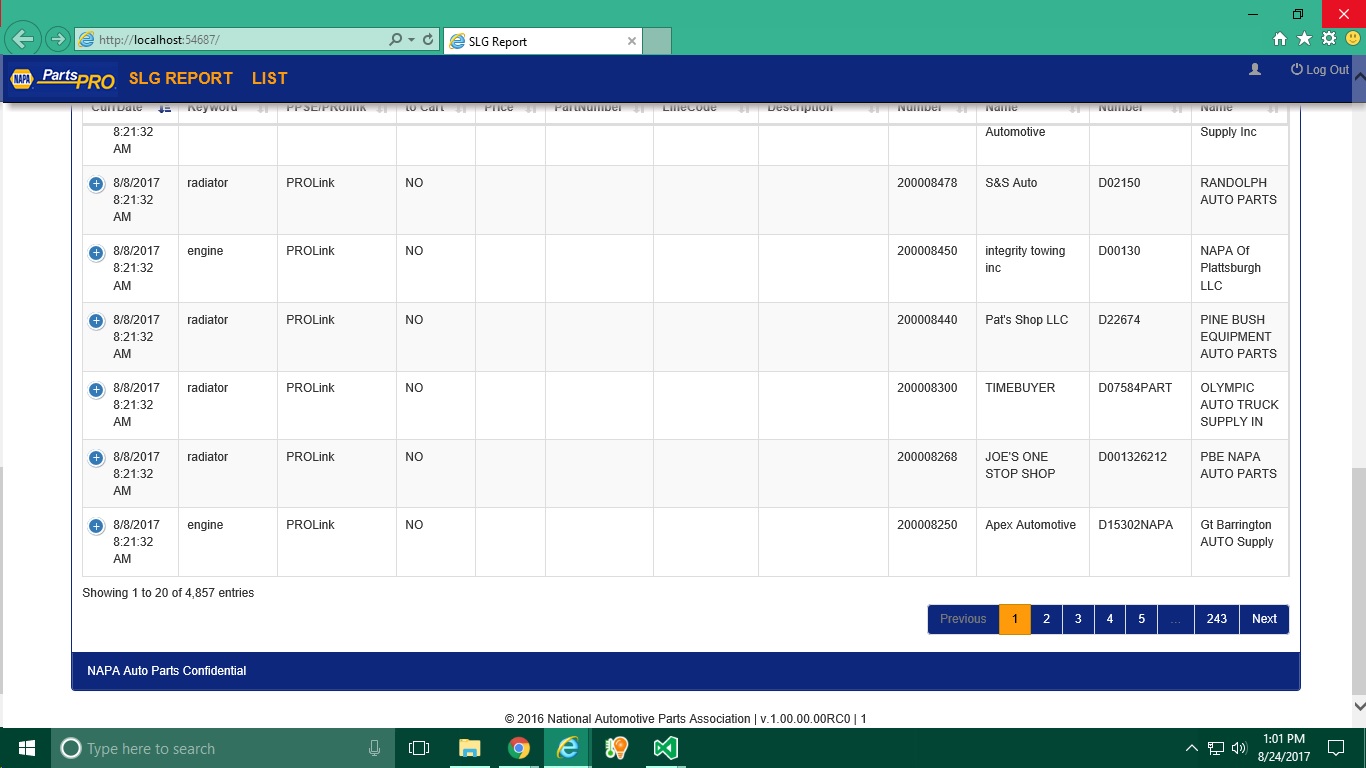 http://localhost:54687/
SLG Report
NAPA PartsPRO SLG REPORT LIST Log Out
CurrDate Keyword PPSE/PROlink to Cart Price PartNumber LineCode Description Number Name Number Name
8:21:32 Automotive Supply Inc
AM
8/8/2017 radiator PROLink NO 200008478 S&S Auto D02150 RANDOLPH
8:21:32 AUTO PARTS
AM
8/8/2017 engine PROLink NO 200008450 integrity towing D00130 NAPA Of
8:21:32 inc Plattsburgh
AM LLC
8/8/2017 radiator PROLink NO 200008440 Pat's Shop LLC D22674 PINE BUSH
8:21:32 EQUIPMENT
AM AUTO PARTS
8/8/2017 radiator PROLink NO 200008300 TIMEBUYER D07584PART OLYMPIC
8:21:32 AUTO TRUCK
AM SUPPLY IN
8/8/2017 radiator PROLink NO 200008268 JOE'S ONE D001326212 PBE NAPA
8:21:32 STOP SHOP AUTO PARTS
AM
8/8/2017 engine PROLink NO 200008250 Apex Automotive D15302NAPA Gt Barrington
8:21:32 AUTO Supply
AM
Showing 1 to 20 of 4,857 entries
Previous 1 2 3 4 5 ... 243 Next
NAPA Auto Parts Confidential
© 2016 National Automotive Parts Association | v.1.00.00.00RC0 | 1
Type here to search
1:01 PM
8/24/2017